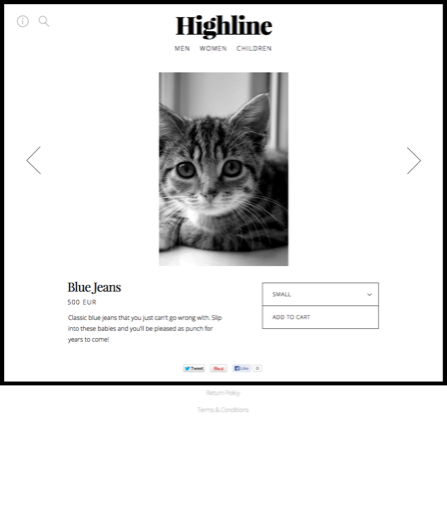 Highline
MEN WOMEN CHILDREN
Blue Jeans
500 EUR
Classic blue jeans that you just can't go wrong with. Slip
into these babies and you'll be pleased as punch for
years to come!
SMALL
ADD TO CART
Tweet Pin it Like 0
Return Policy
Terms & Conditions